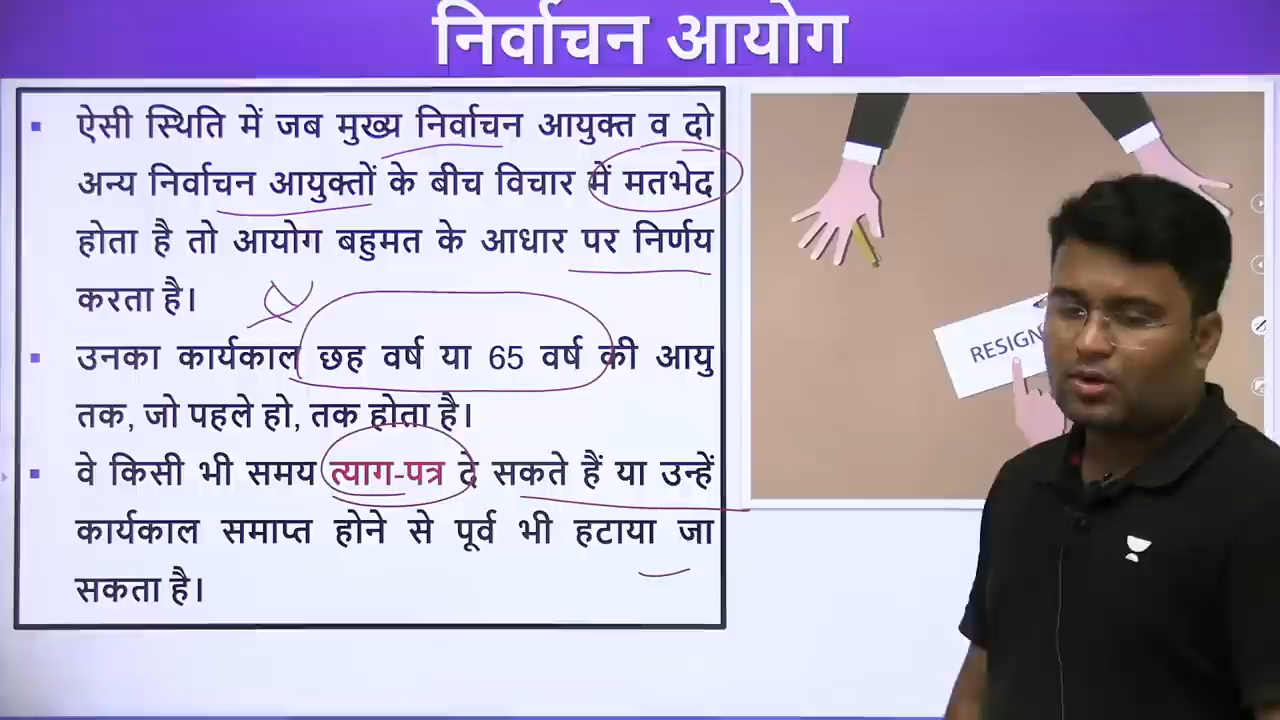 निर्वाचन आयोग
ऐसी स्थिति में जब मुख्य निर्वाचन आयुक्त व दो
अन्य निर्वाचन आयुक्तों के बीच विचार में मतभेद
होता है तो आयोग बहुमत के आधार पर निर्णय
करता है।
उनका कार्यकाल छह वर्ष या 65 वर्ष की आयु
तक, जो पहले हो, तक होता है।
वे किसी भी समय त्याग-पत्र दे सकते हैं या उन्हें
कार्यकाल समाप्त होने से पूर्व भी हटाया जा
सकता है।